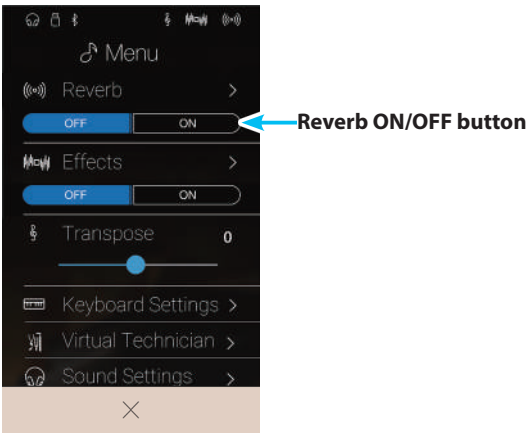 Menu
Reverb
OFF ON
Reverb ON/OFF button
Effects
OFF ON
Transpose 0
Keyboard Settings
Virtual Technician
Sound Settings